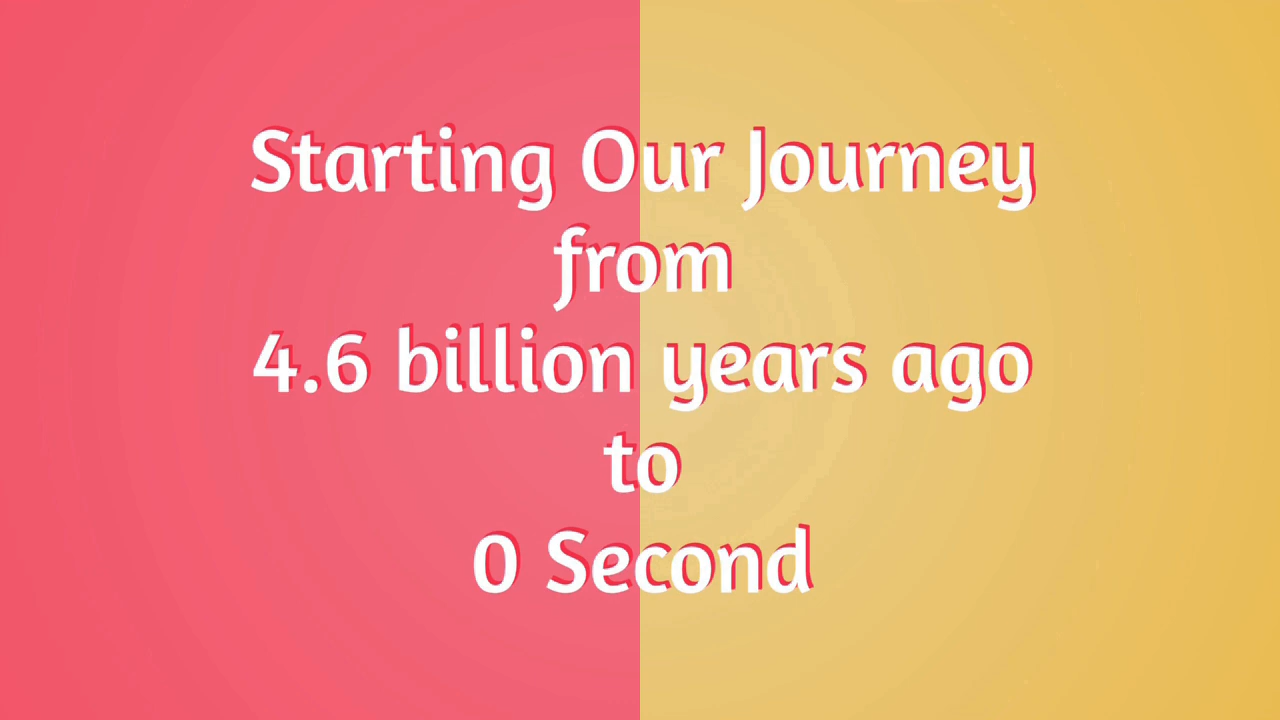 Starting Our Journey
from
4.6 billion years ago
to
0 Second